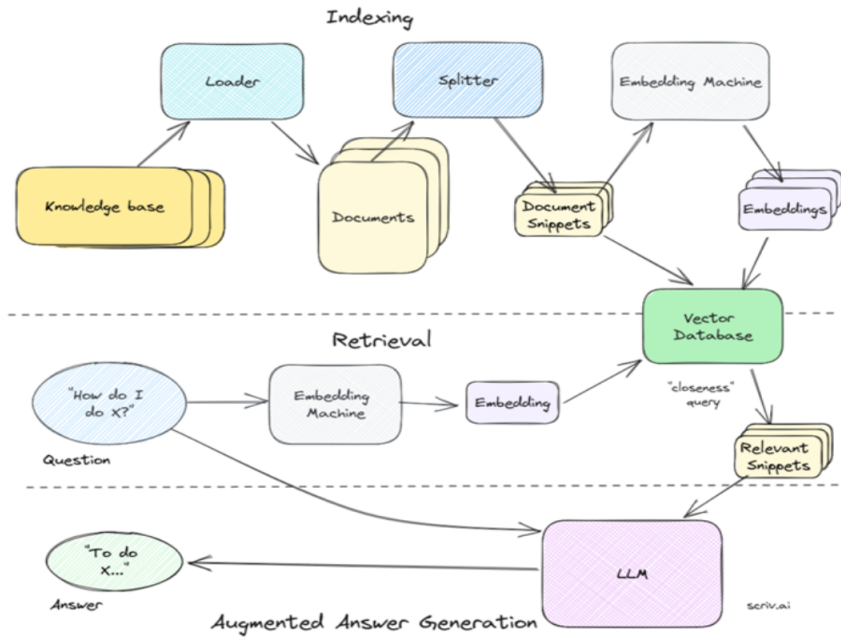 Indexing
Loader
Splitter
Embedding Machine
Knowledge base
Documents
Document
Snippets
Embeddings
Vector
Database
Retrieval
"How do I
do X?"
Embedding
Machine
Embedding
"closeness"
query
Question
Relevant
Snippets
"To do
X..."
LLM
Answer
scriv.ai
Augmented Answer Generation